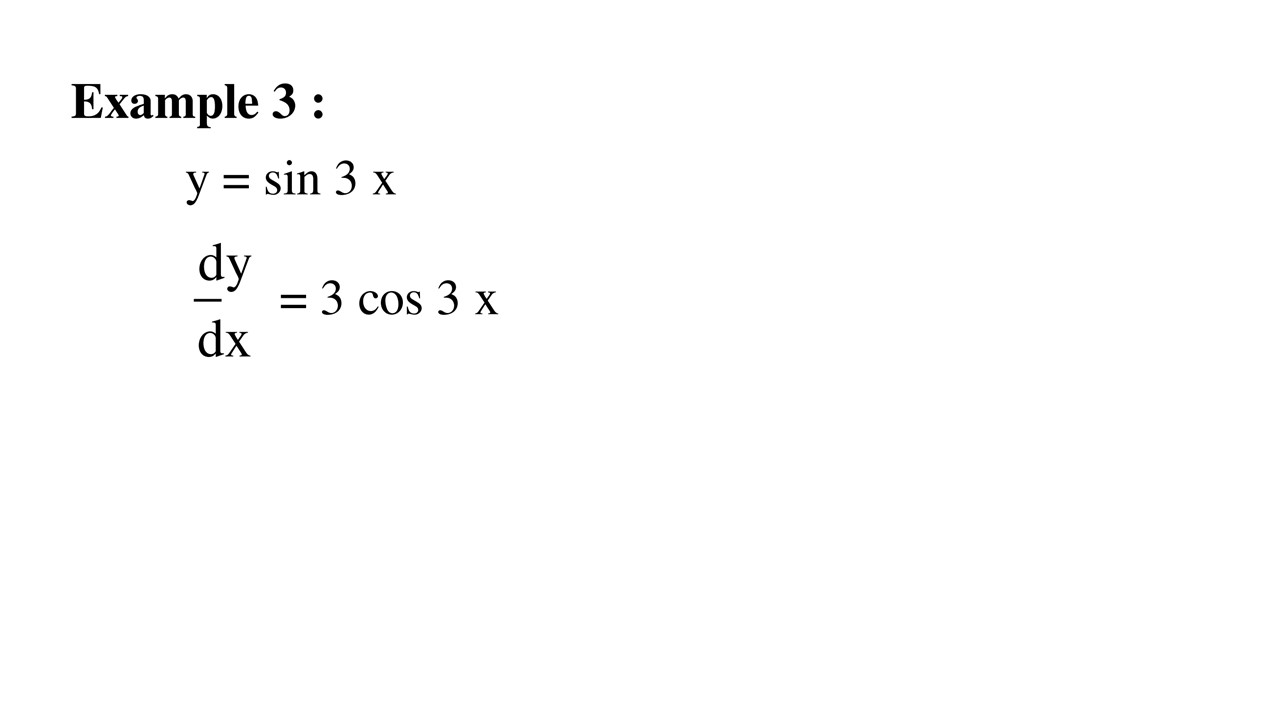 Example 3 :
y = sin 3 x
dy
dx
= 3 cos 3 x